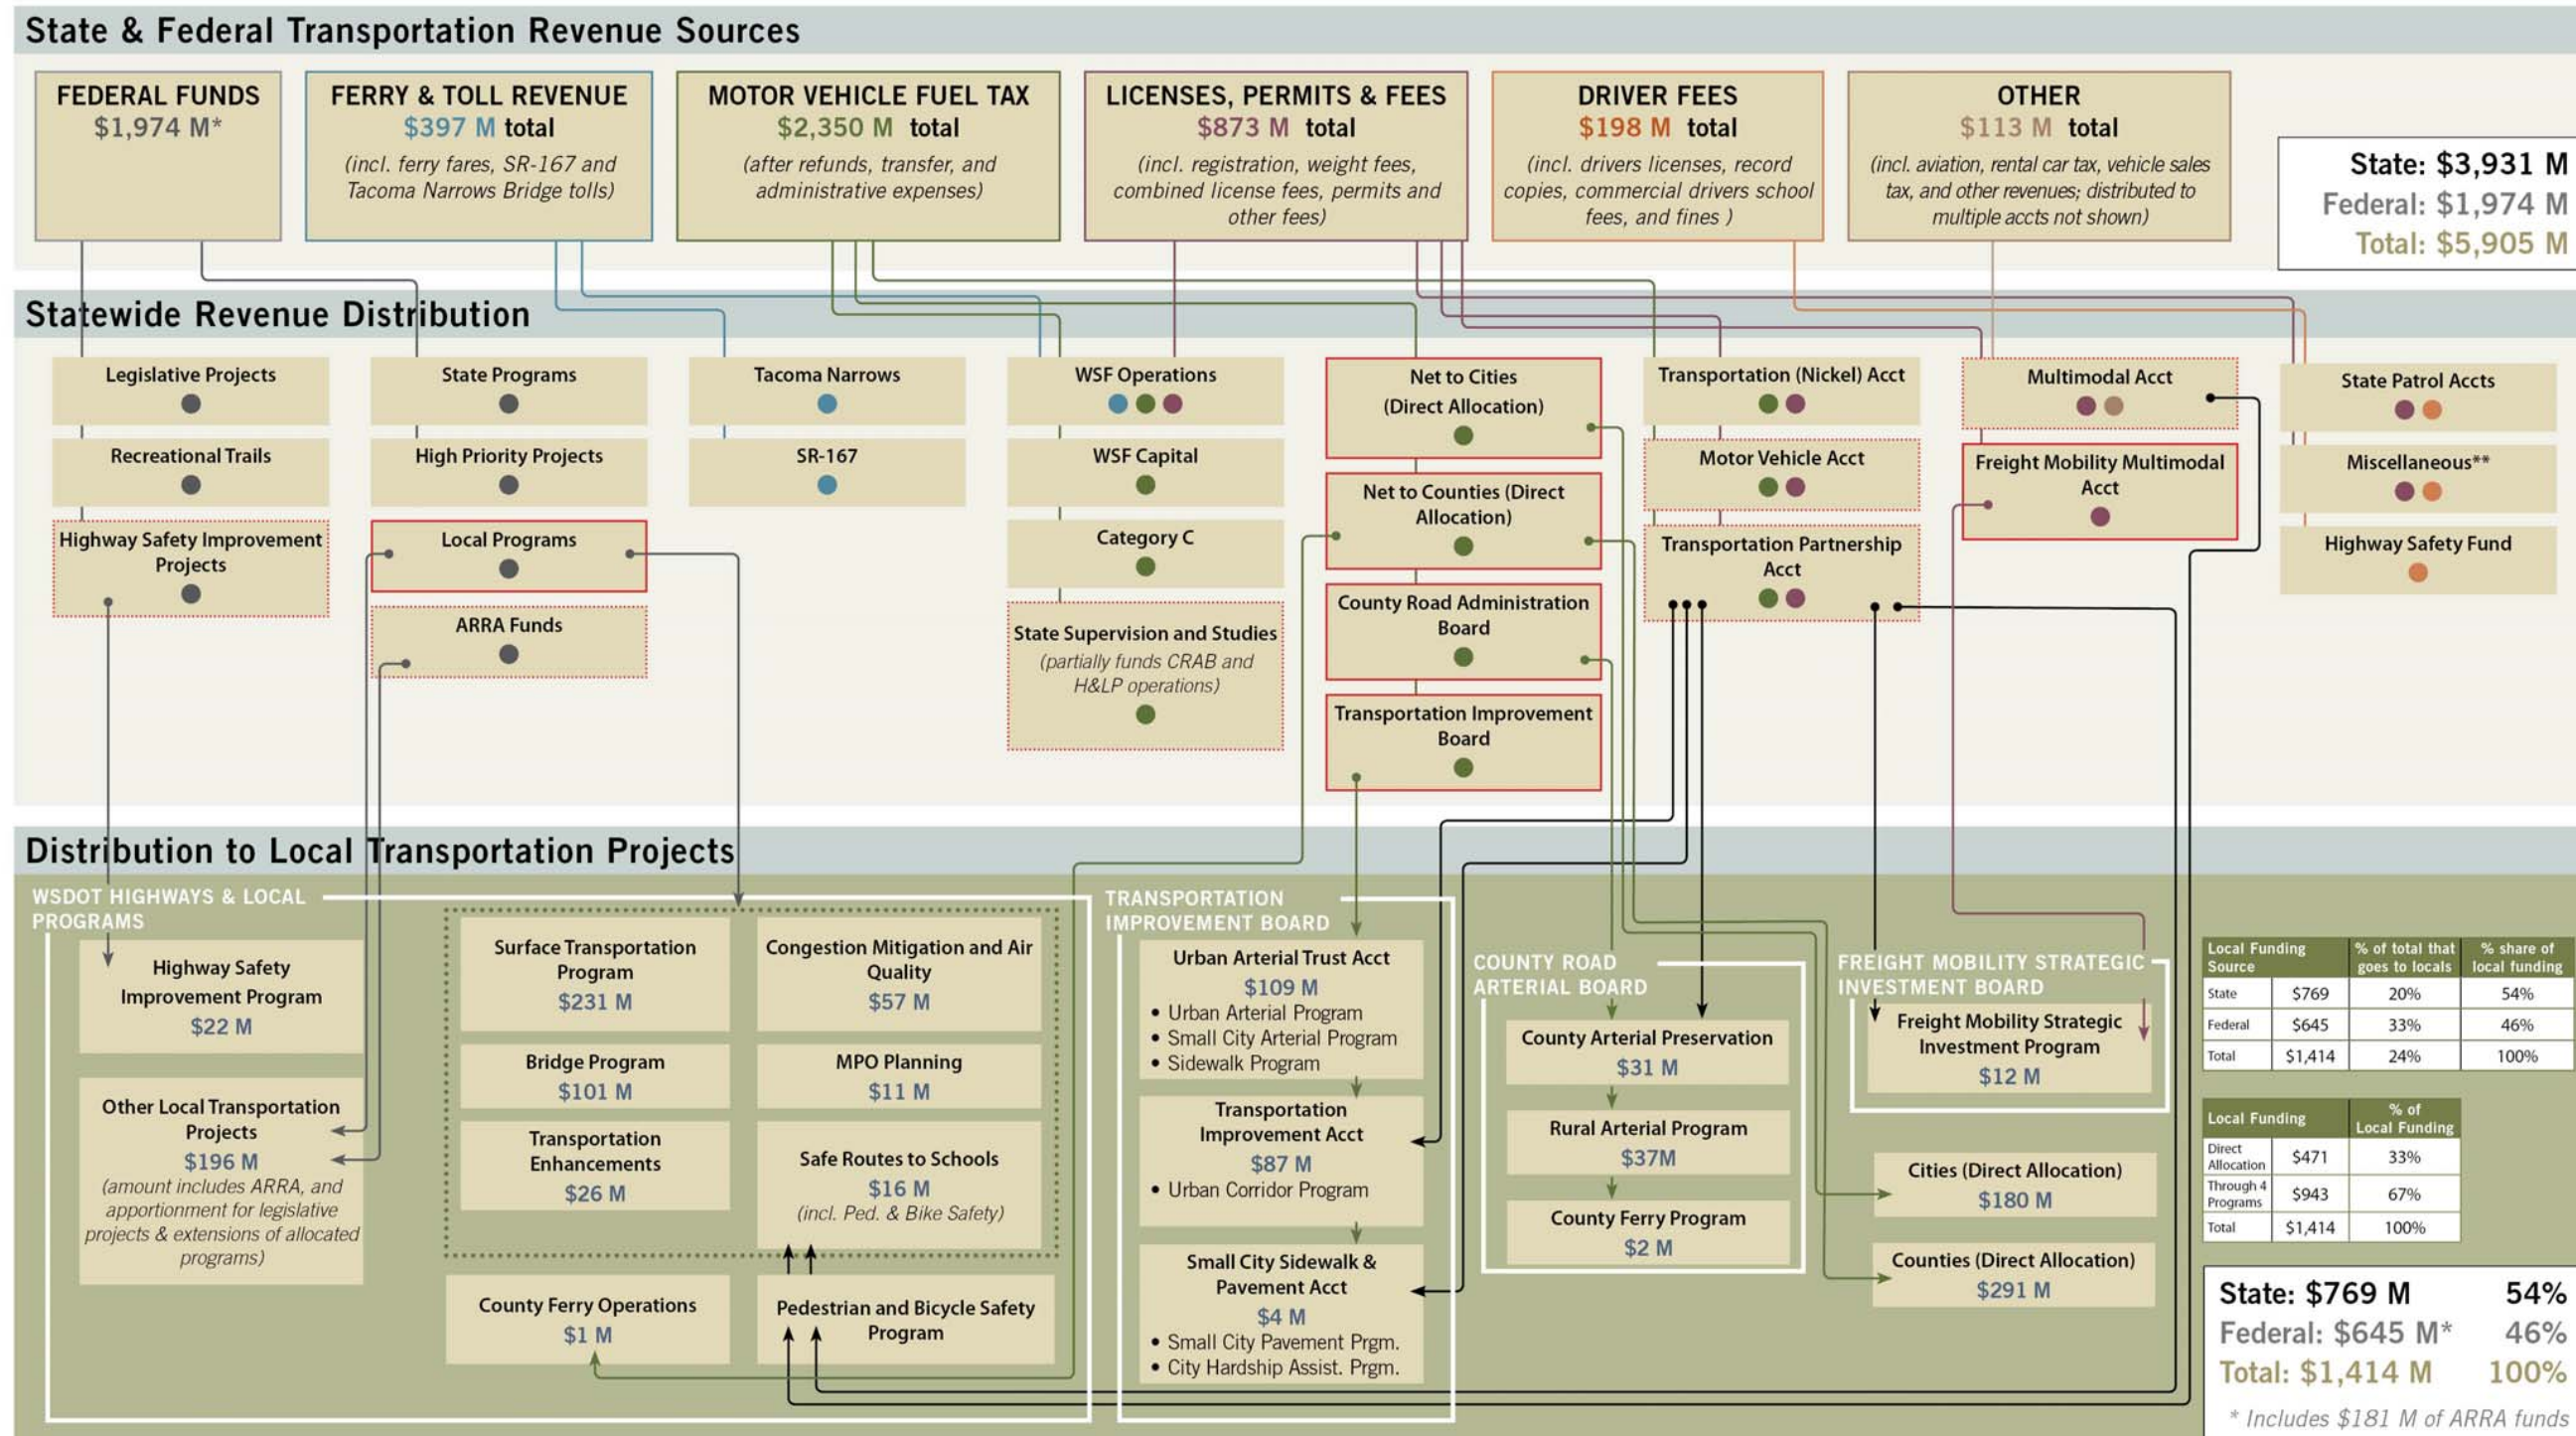 State & Federal Transportation Revenue Sources
FEDERAL FUNDS
$1,974 M*
FERRY & TOLL REVENUE
$397 M total
(incl. ferry fares, SR-167 and
Tacoma Narrows Bridge tolls)
MOTOR VEHICLE FUEL TAX
$2,350 M total
(after refunds, transfer, and
administrative expenses)
LICENSES, PERMITS & FEES
$873 M total
(incl. registration, weight fees,
combined license fees, permits and
other fees)
DRIVER FEES
$198 M total
(incl. drivers licenses, record
copies, commercial drivers school
fees, and fines )
OTHER
$113 M total
(incl. aviation, rental car tax, vehicle sales
tax, and other revenues; distributed to
multiple accts not shown)
State: $3,931 M
Federal: $1,974 M
Total: $5,905 M
Statewide Revenue Distribution
Legislative Projects
Recreational Trails
Highway Safety Improvement
Projects
State Programs
High Priority Projects
Local Programs
ARRA Funds
Tacoma Narrows
SR-167
WSF Operations
WSF Capital
Category C
State Supervision and Studies
(partially funds CRAB and
H&LP operations)
Net to Cities
(Direct Allocation)
Net to Counties (Direct
Allocation)
County Road Administration
Board
Transportation Improvement
Board
Transportation (Nickel) Acct
Motor Vehicle Acct
Transportation Partnership
Acct
Multimodal Acct
Freight Mobility Multimodal
Acct
State Patrol Accts
Miscellaneous**
Highway Safety Fund
Distribution to Local Transportation Projects
WSDOT HIGHWAYS & LOCAL
PROGRAMS
Highway Safety
Improvement Program
$22 M
Other Local Transportation
Projects
$196 M
(amount includes ARRA, and
apportionment for legislative
projects & extensions of allocated
programs)
Surface Transportation
Program
$231 M
Congestion Mitigation and Air
Quality
$57 M
Bridge Program
$101 M
MPO Planning
$11 M
Transportation
Enhancements
$26 M
Safe Routes to Schools
$16 M
(incl. Ped. & Bike Safety)
County Ferry Operations
$1 M
Pedestrian and Bicycle Safety
Program
TRANSPORTATION
IMPROVEMENT BOARD
Urban Arterial Trust Acct
$109 M
• Urban Arterial Program
• Small City Arterial Program
• Sidewalk Program
Transportation
Improvement Acct
$87 M
• Urban Corridor Program
Small City Sidewalk &
Pavement Acct
$4 M
• Small City Pavement Prgm.
• City Hardship Assist. Prgm.
COUNTY ROAD
ARTERIAL BOARD
County Arterial Preservation
$31 M
Rural Arterial Program
$37M
County Ferry Program
$2 M
FREIGHT MOBILITY STRATEGIC
INVESTMENT BOARD
Freight Mobility Strategic
Investment Program
$12 M
Cities (Direct Allocation)
$180 M
Counties (Direct Allocation)
$291 M
Local Funding
Source
% of total that
goes to locals
% share of
local funding
State $769 20% 54%
Federal $645 33% 46%
Total $1,414 24% 100%
Local Funding
% of
Local Funding
Direct
Allocation $471 33%
Through 4
Programs $943 67%
Total $1,414 100%
State: $769 M 54%
Federal: $645 M* 46%
Total: $1,414 M 100%
* Includes $181 M of ARRA funds